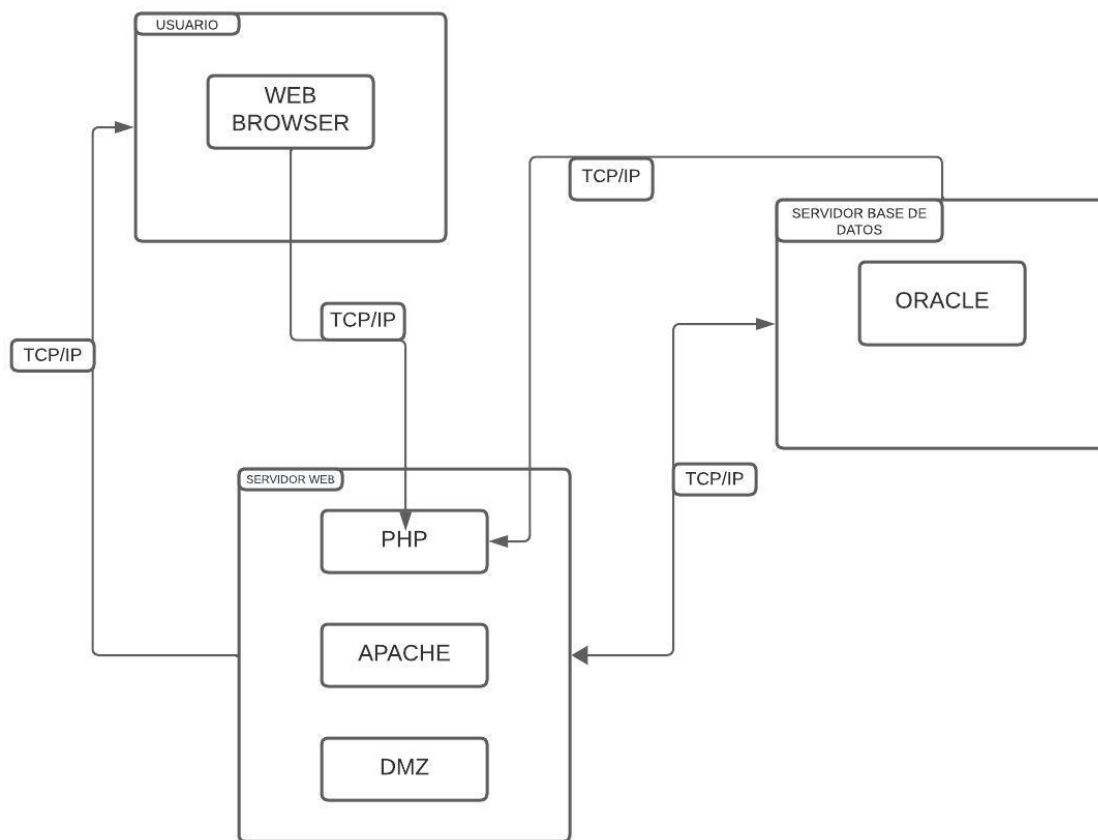 USUARIO
WEB
BROWSER
TCP/IP
SERVIDOR BASE DE
DATOS
ORACLE
TCP/IP
TCP/IP
TCP/IP
SERVIDOR WEB
PHP
APACHE
DMZ